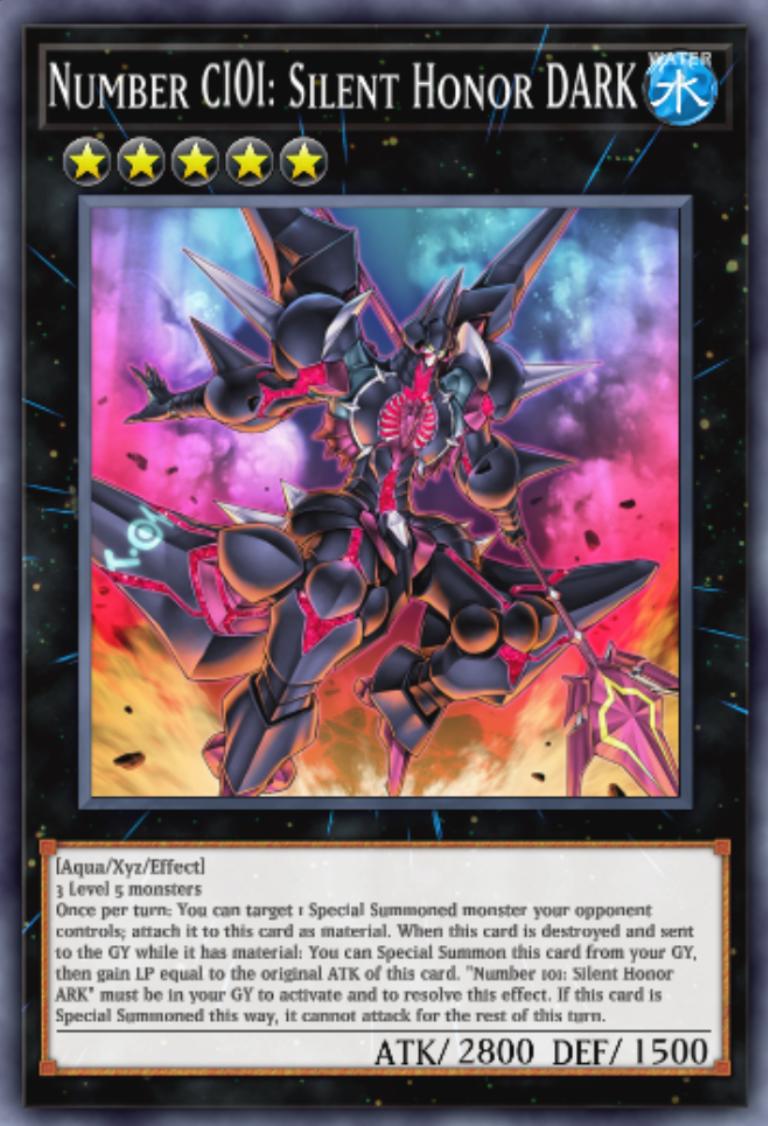 NUMBER C101: SILENT HONOR DARK
WATER
水
[Aqua/Xyz/Effect]
3 Level 5 monsters
Once per turn: You can target 1 Special Summoned monster your opponent
controls; attach it to this card as material. When this card is destroyed and sent
to the GY while it has material: You can Special Summon this card from your GY,
then gain LP equal to the original ATK of this card. "Number 101: Silent Honor
ARK" must be in your GY to activate and to resolve this effect. If this card is
Special Summoned this way, it cannot attack for the rest of this turn.
ATK/ 2800 DEF/ 1500